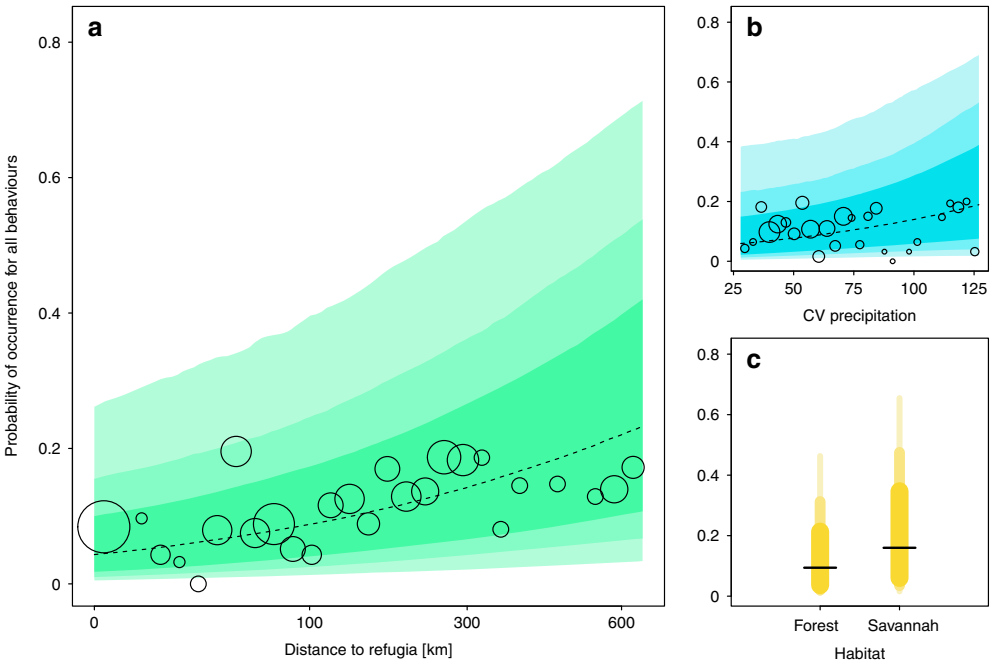 a
Probability of occurrence for all behaviours
0.8
0.6
0.4
0.2
0
0 100 300 600
Distance to refugia [km]
b
0.8
0.6
0.4
0.2
0
25 50 75 100 125
CV precipitation
c
0.8
0.6
0.4
0.2
0
Forest Savannah
Habitat